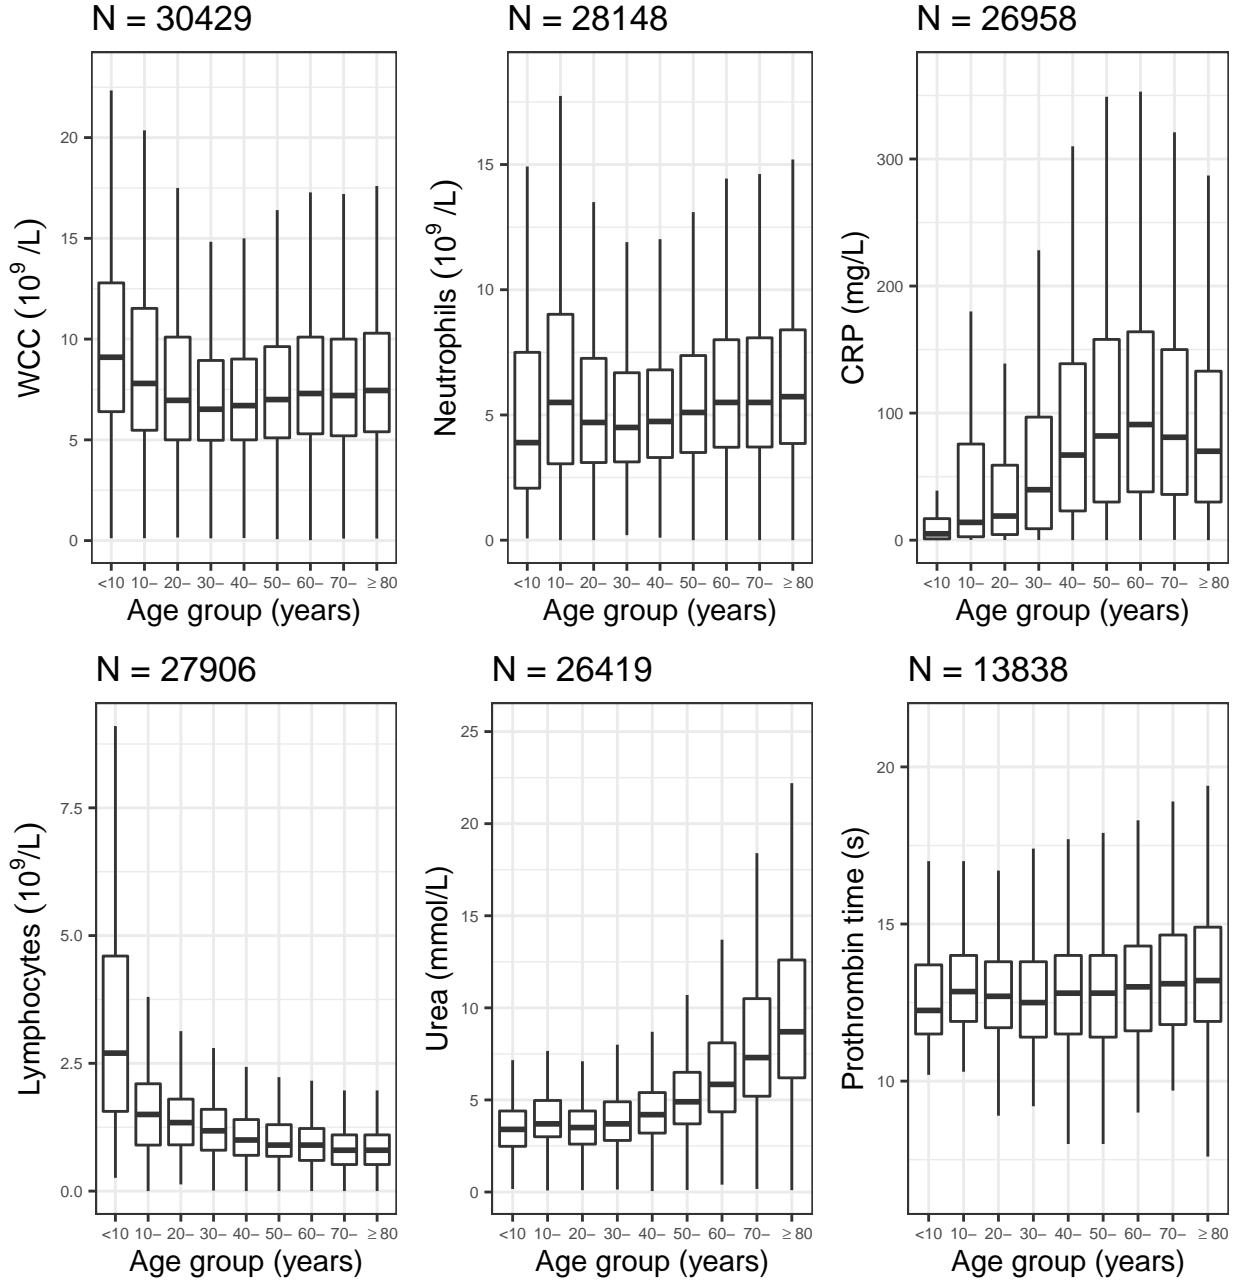 N = 30429
WCC (10⁹ /L)
20
15
10
5
0
<10 10− 20− 30− 40− 50− 60− 70− ≥ 80
Age group (years)
N = 28148
Neutrophils (10⁹ /L)
15
10
5
0
<10 10− 20− 30− 40− 50− 60− 70− ≥ 80
Age group (years)
N = 26958
CRP (mg/L)
300
200
100
0
<10 10− 20− 30− 40− 50− 60− 70− ≥ 80
Age group (years)
N = 27906
Lymphocytes (10⁹/L)
7.5
5.0
2.5
0.0
<10 10− 20− 30− 40− 50− 60− 70− ≥ 80
Age group (years)
N = 26419
Urea (mmol/L)
25
20
15
10
5
0
<10 10− 20− 30− 40− 50− 60− 70− ≥ 80
Age group (years)
N = 13838
Prothrombin time (s)
20
15
10
<10 10− 20− 30− 40− 50− 60− 70− ≥ 80
Age group (years)